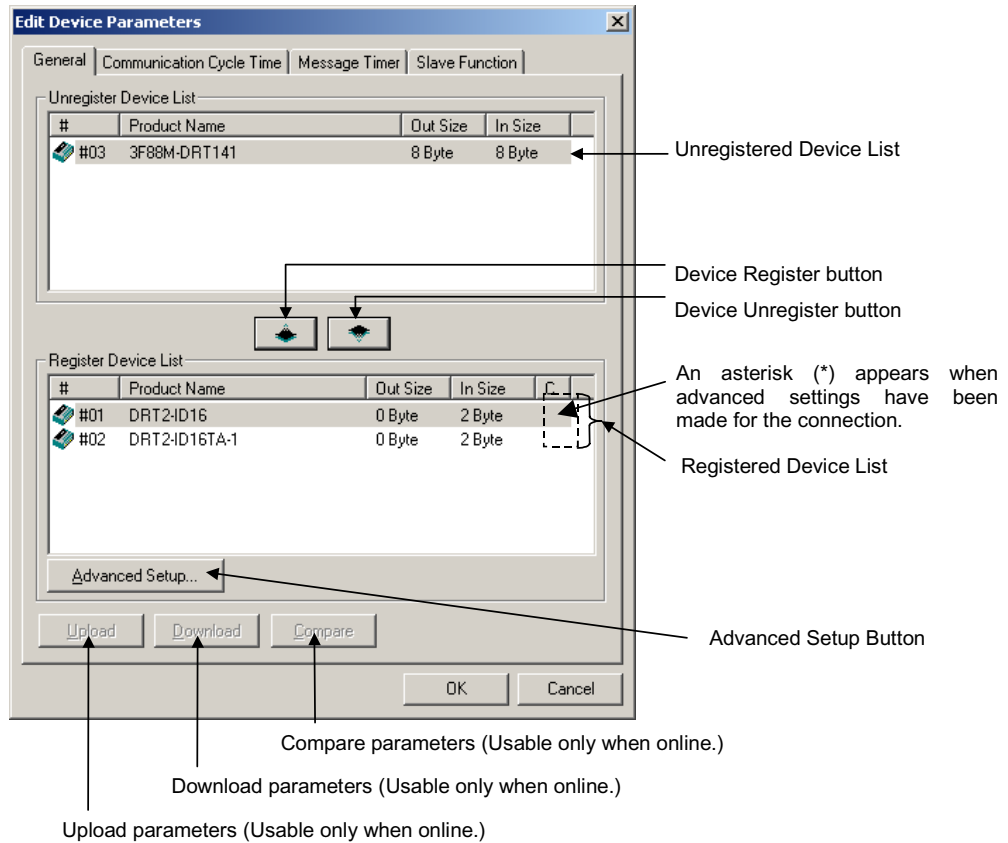 Edit Device Parameters
General
Communication Cycle Time
Message Timer
Slave Function
Unregister Device List
# Product Name Out Size In Size
#03 3F88M-DRT141 8 Byte 8 Byte
Unregistered Device List
Device Register button
Device Unregister button
Register Device List
# Product Name Out Size In Size C.
#01 DRT2-ID16 0 Byte 2 Byte
#02 DRT2-ID16TA-1 0 Byte 2 Byte
An asterisk (*) appears when
advanced settings have been
made for the connection.
Registered Device List
Advanced Setup...
Upload
Download
Compare
Advanced Setup Button
OK
Cancel
Compare parameters (Usable only when online.)
Download parameters (Usable only when online.)
Upload parameters (Usable only when online.)